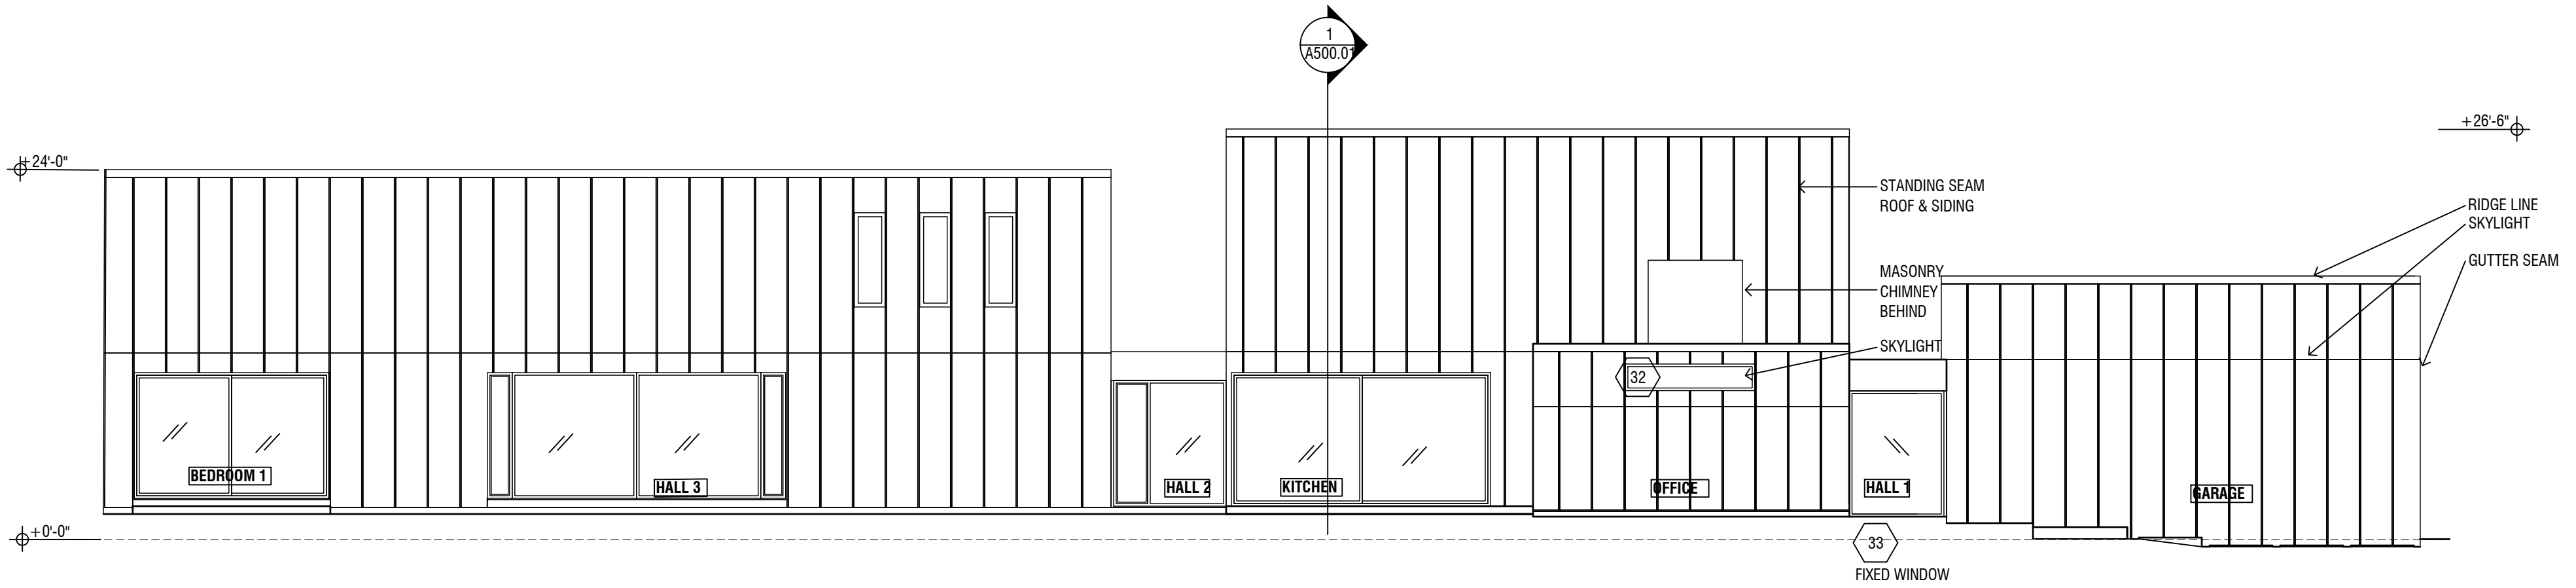 1
A500.01
+26'-6"
+24'-0"
STANDING SEAM
ROOF & SIDING
RIDGE LINE
SKYLIGHT
GUTTER SEAM
MASONRY
CHIMNEY
BEHIND
SKYLIGHT
32
BEDROOM 1
HALL 3
HALL 2
KITCHEN
OFFICE
HALL 1
GARAGE
+0'-0"
33
FIXED WINDOW